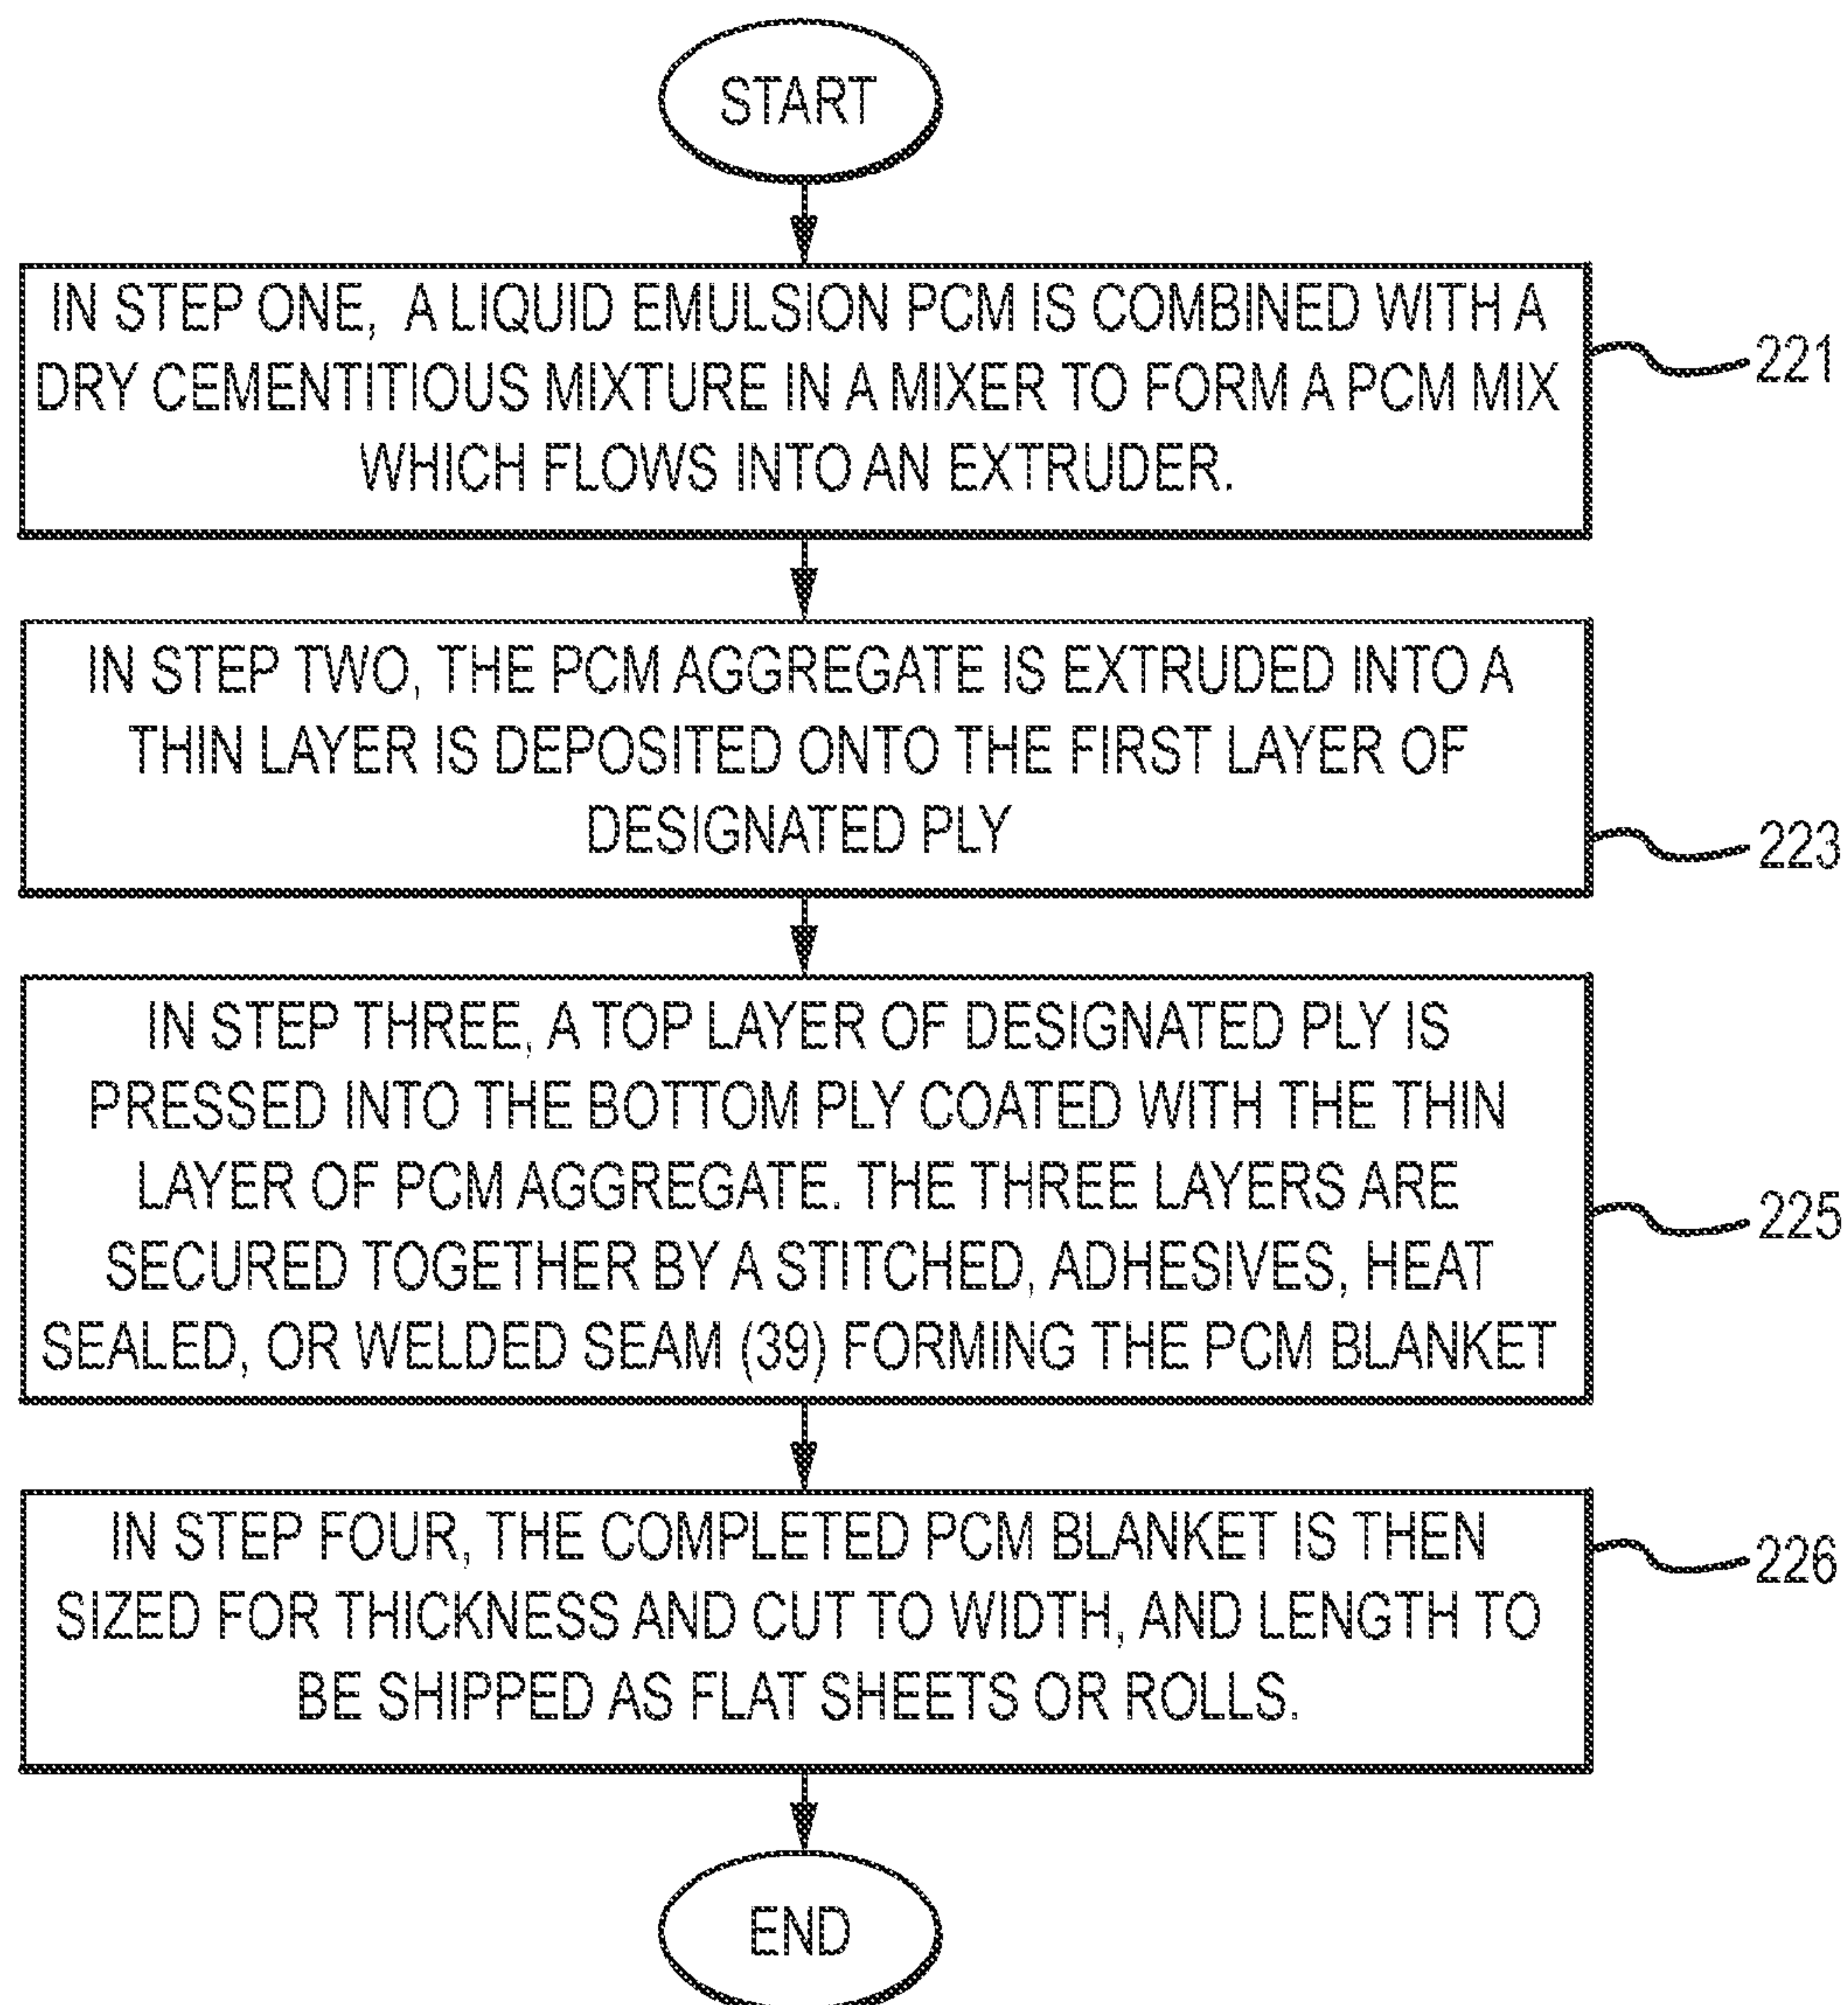 START
IN STEP ONE, A LIQUID EMULSION PCM IS COMBINED WITH A
DRY CEMENTITIOUS MIXTURE IN A MIXER TO FORM A PCM MIX
WHICH FLOWS INTO AN EXTRUDER.
221
IN STEP TWO, THE PCM AGGREGATE IS EXTRUDED INTO A
THIN LAYER IS DEPOSITED ONTO THE FIRST LAYER OF
DESIGNATED PLY
223
IN STEP THREE, A TOP LAYER OF DESIGNATED PLY IS
PRESSED INTO THE BOTTOM PLY COATED WITH THE THIN
LAYER OF PCM AGGREGATE. THE THREE LAYERS ARE
SECURED TOGETHER BY A STITCHED, ADHESIVES, HEAT
SEALED, OR WELDED SEAM (39) FORMING THE PCM BLANKET
225
IN STEP FOUR, THE COMPLETED PCM BLANKET IS THEN
SIZED FOR THICKNESS AND CUT TO WIDTH, AND LENGTH TO
BE SHIPPED AS FLAT SHEETS OR ROLLS.
226
END